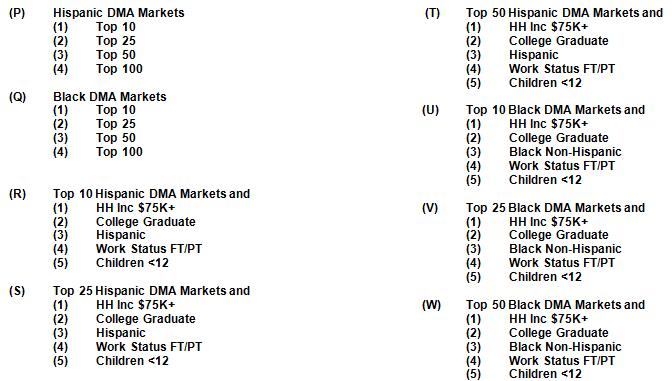 (P) Hispanic DMA Markets
(1) Top 10
(2) Top 25
(3) Top 50
(4) Top 100
(Q) Black DMA Markets
(1) Top 10
(2) Top 25
(3) Top 50
(4) Top 100
(R) Top 10 Hispanic DMA Markets and
(1) HH Inc $75K+
(2) College Graduate
(3) Hispanic
(4) Work Status FT/PT
(5) Children <12
(S) Top 25 Hispanic DMA Markets and
(1) HH Inc $75K+
(2) College Graduate
(3) Hispanic
(4) Work Status FT/PT
(5) Children <12
(T) Top 50 Hispanic DMA Markets and
(1) HH Inc $75K+
(2) College Graduate
(3) Hispanic
(4) Work Status FT/PT
(5) Children <12
(U) Top 10 Black DMA Markets and
(1) HH Inc $75K+
(2) College Graduate
(3) Black Non-Hispanic
(4) Work Status FT/PT
(5) Children <12
(V) Top 25 Black DMA Markets and
(1) HH Inc $75K+
(2) College Graduate
(3) Black Non-Hispanic
(4) Work Status FT/PT
(5) Children <12
(W) Top 50 Black DMA Markets and
(1) HH Inc $75K+
(2) College Graduate
(3) Black Non-Hispanic
(4) Work Status FT/PT
(5) Children <12